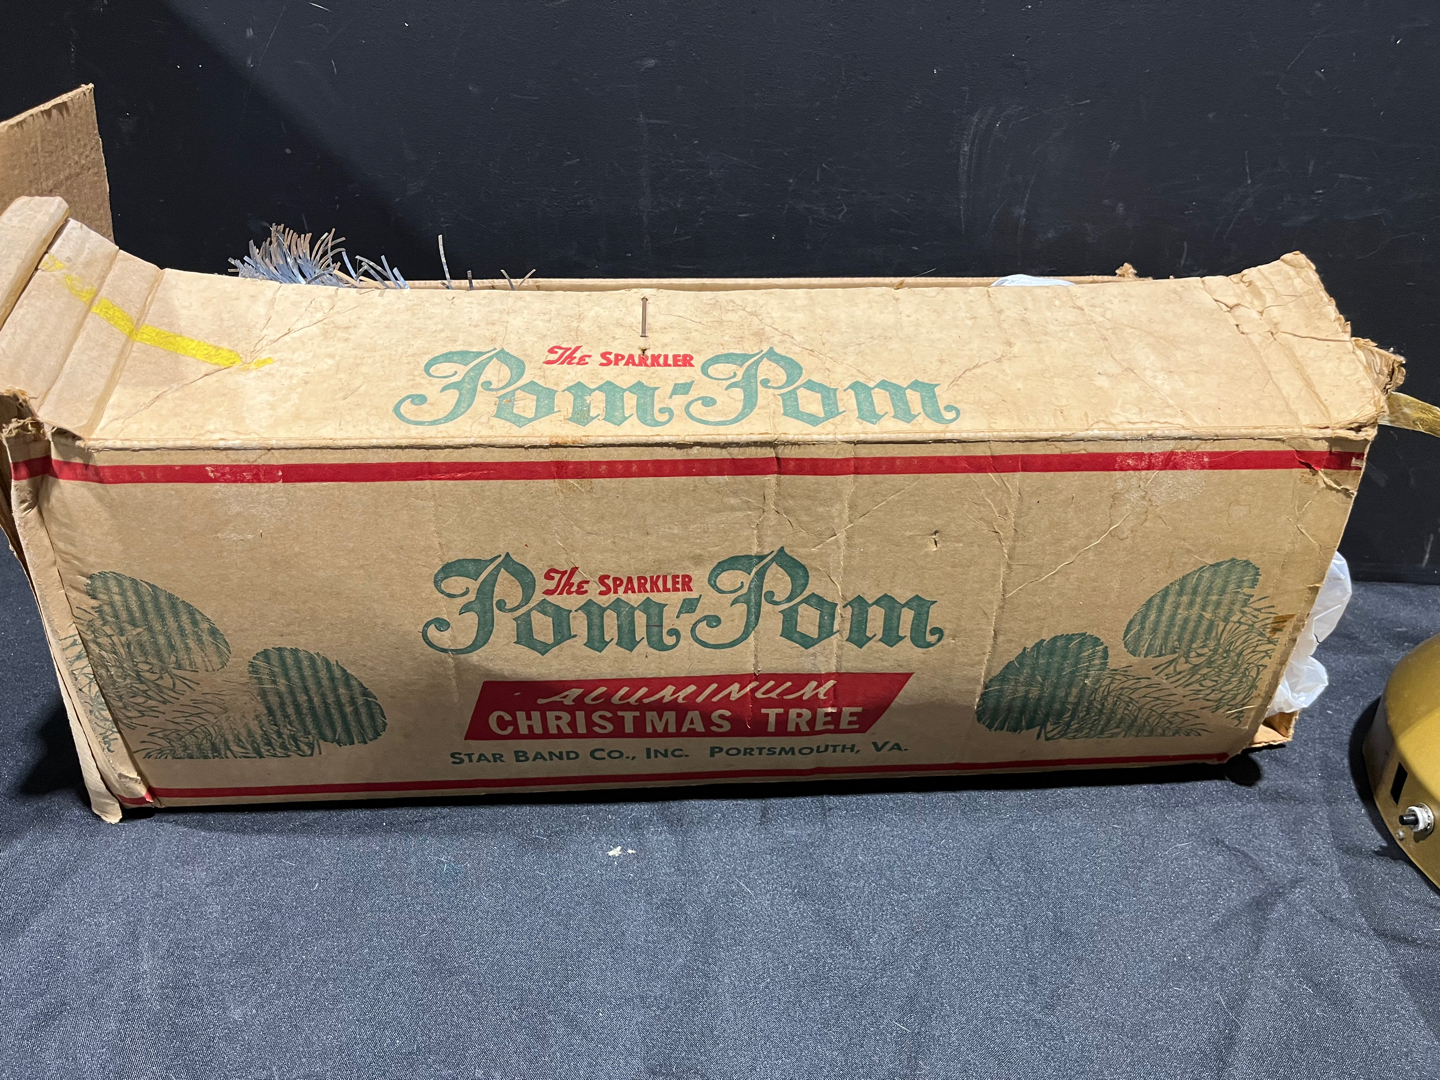 The SPARKLER
Pom-Pom
The SPARKLER
Pom-Pom
ALUMINUM
CHRISTMAS TREE
STAR BAND CO., INC. PORTSMOUTH, VA.